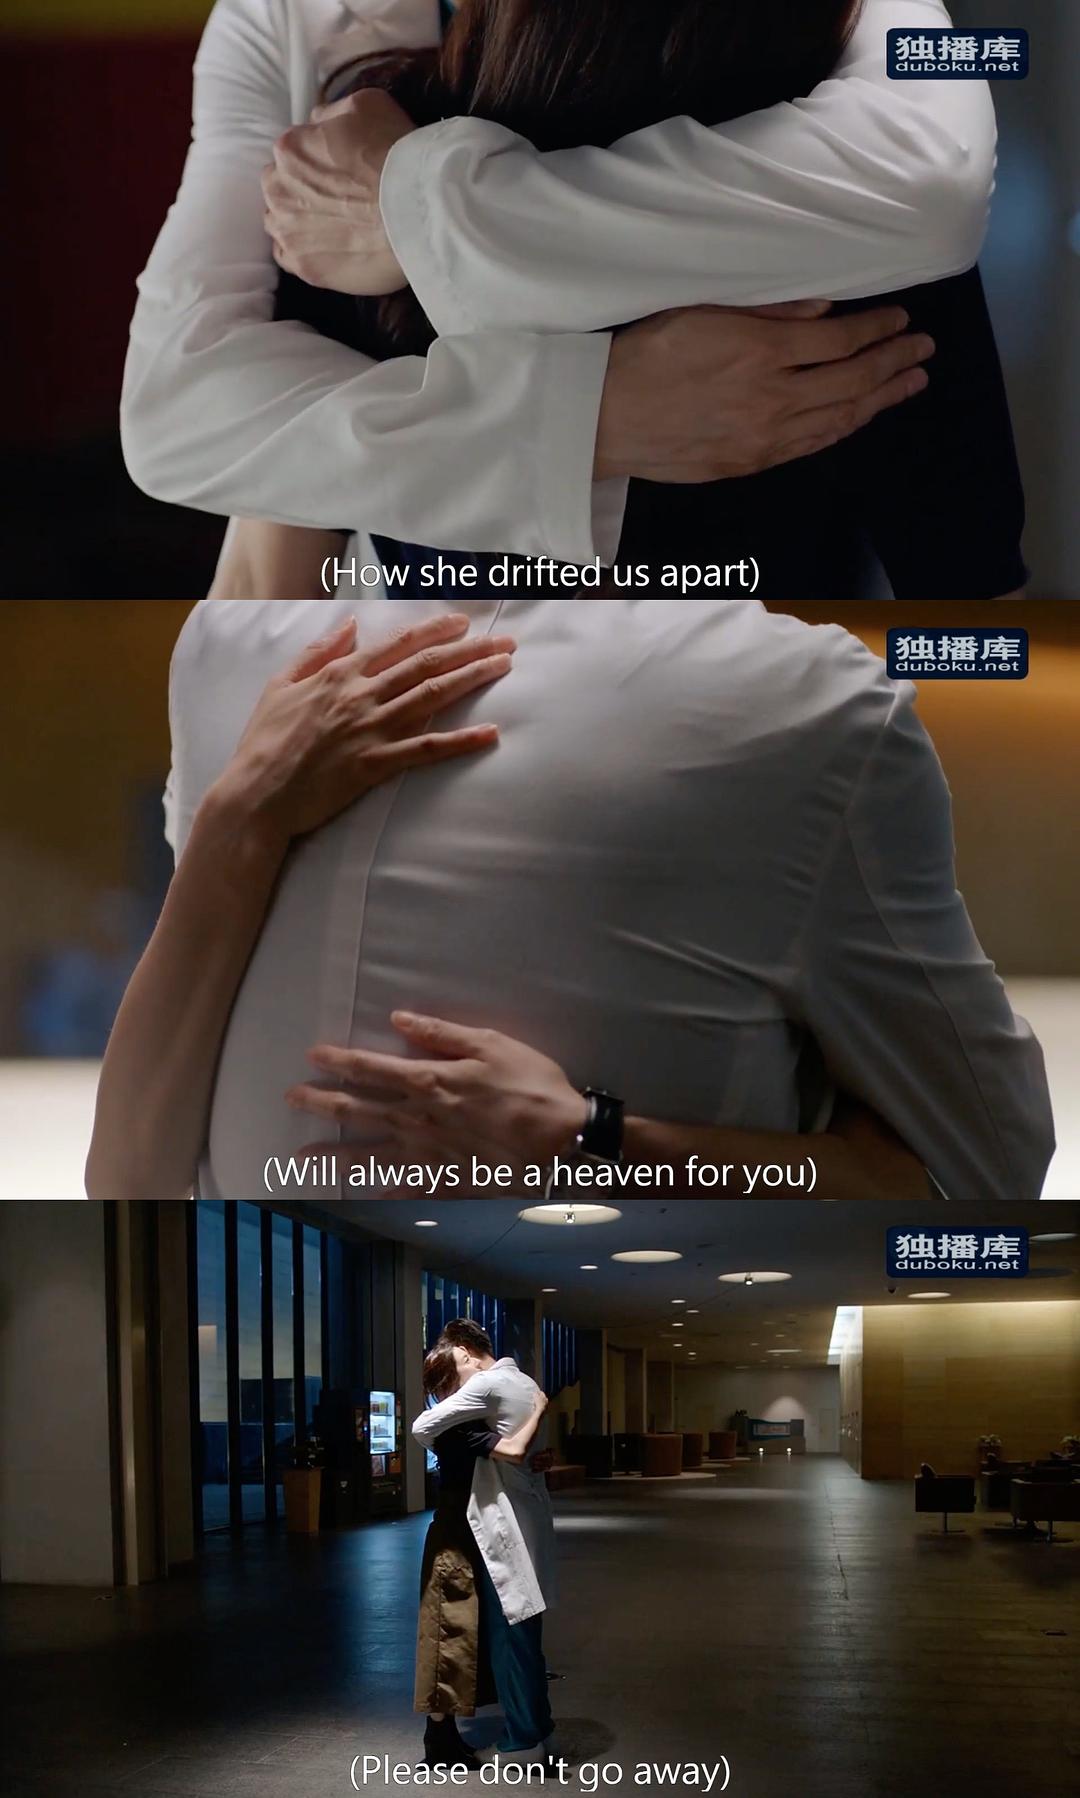 独播库
duboku.net
(How she drifted us apart)
独播库
duboku.net
(Will always be a heaven for you)
独播库
duboku.net
(Please don't go away)